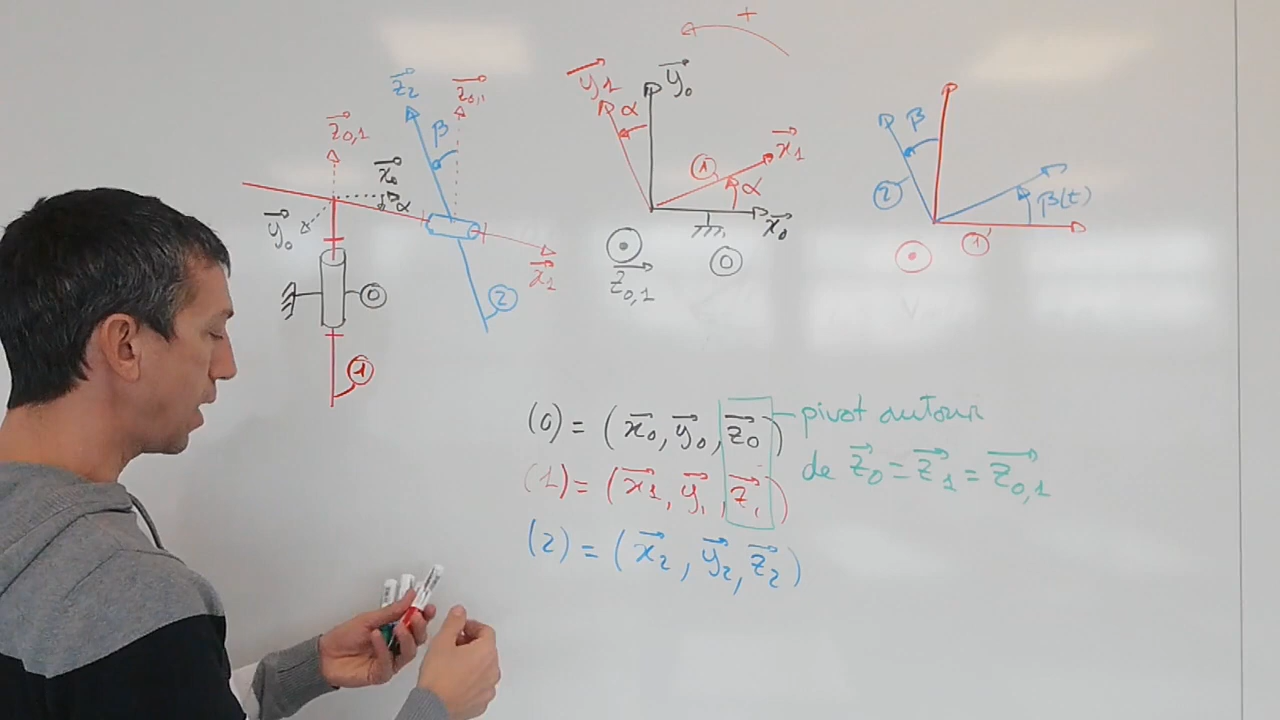 z0,1
x0
α
y0
0
1
z2
z0,1
β
x1
2
+
y1
α
y0
1
x1
α
x0
z0,1
0
β
2
β(t)
1
(0) = (x0, y0, z0) pivot autour
de z0 = z1 = z0,1
(1) = (x1, y1, z1)
(2) = (x2, y2, z2)